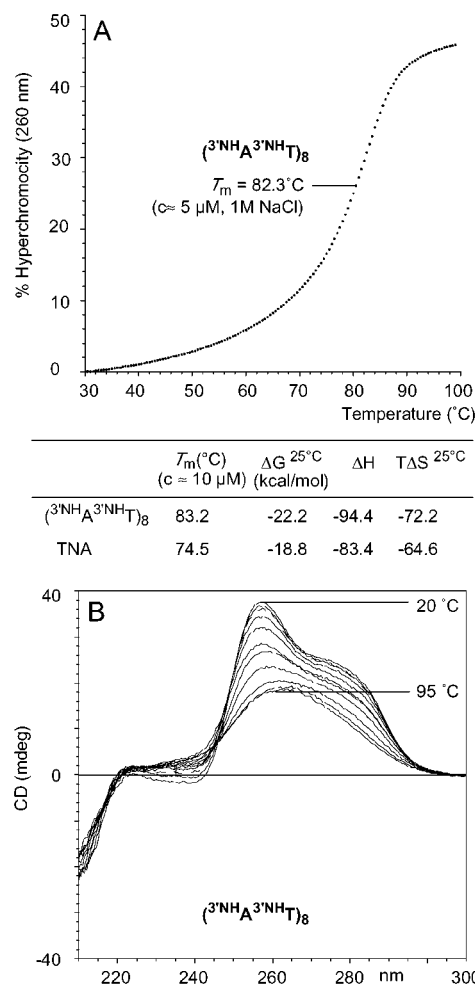 A
50
40
30
20
10
0
% Hyperchromocity (260 nm)
(3'NHA3'NHT)8
Tm = 82.3°C
(c≈ 5 μM, 1M NaCl)
30 40 50 60 70 80 90 100
Temperature (°C)
Tm(°C) ΔG 25°C ΔH TΔS 25°C
(c ≈ 10 μM) (kcal/mol)
(3'NHA3'NHT)8 83.2 -22.2 -94.4 -72.2
TNA 74.5 -18.8 -83.4 -64.6
B
40
0
-40
CD (mdeg)
20 °C
95 °C
(3'NHA3'NHT)8
220 240 260 280 nm 300